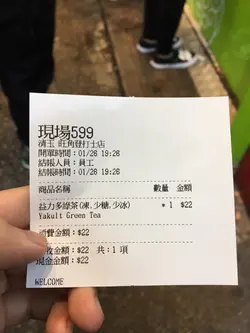 現場599
清玉 旺角登打士店
開單時間：01/26 19:26
結帳人員：員工
結帳時間：01/26 19:26
商品名稱 數量 金額
益力多綠茶(凍.少糖.少冰) * 1 $22
Yakult Green Tea
消費金額：$22
收金額：$22 共：1 項
現金金額：$22
WELCOME